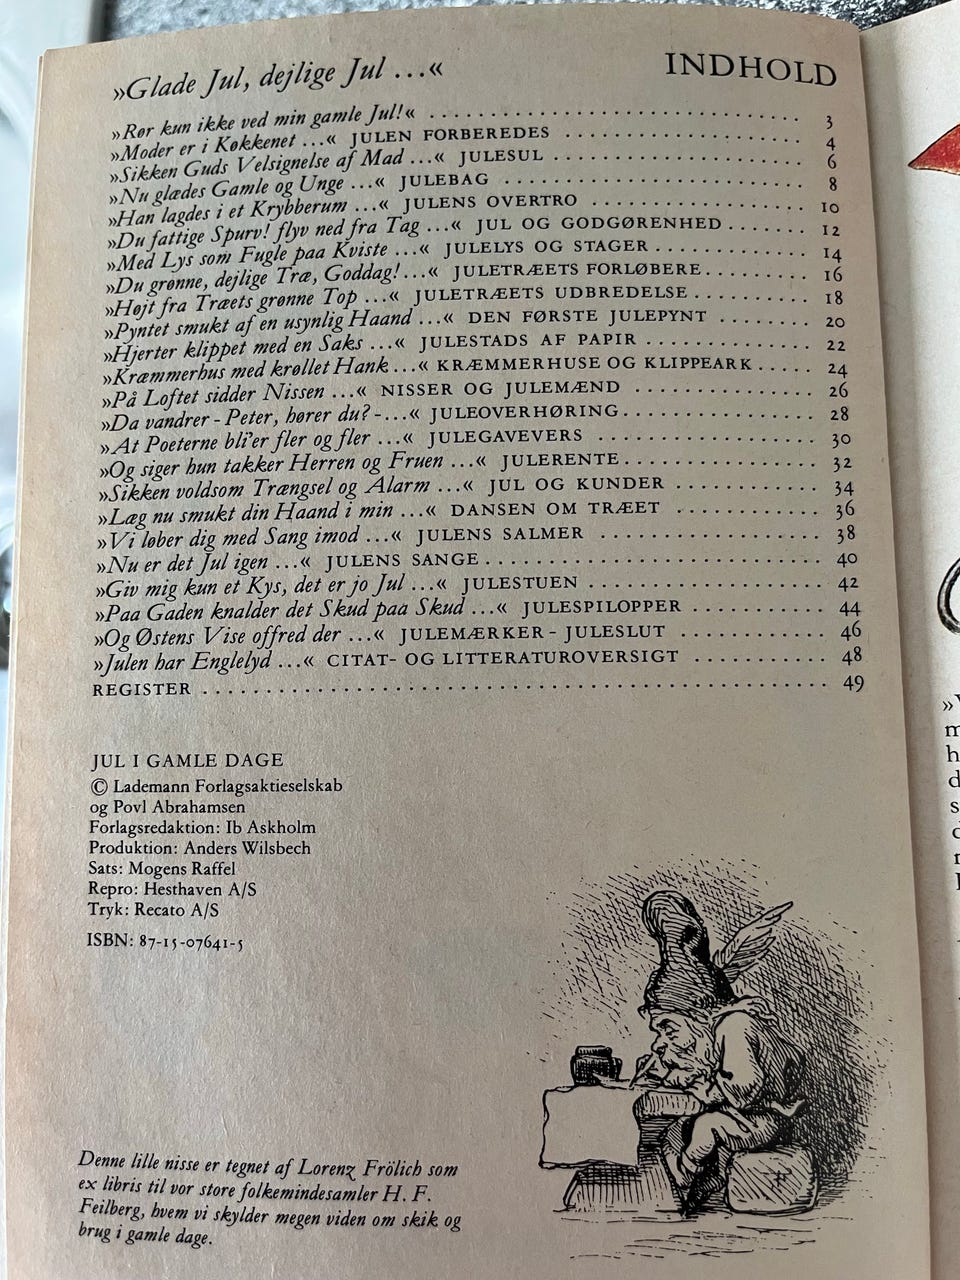 »Glade Jul, dejlige Jul ...« INDHOLD
»Rør kun ikke ved min gamle Jul!« ................................ 3
»Moder er i Køkkenet ...« JULEN FORBEREDES ..................... 4
»Sikken Guds Velsignelse af Mad ...« JULESUL ...................... 6
»Nu glædes Gamle og Unge ...« JULEBAG ......................... 8
»Han lagdes i et Krybberum ...« JULENS OVERTRO .................. 10
»Du fattige Spurv! flyv ned fra Tag ...« JUL OG GODGØRENHED ....... 12
»Med Lys som Fugle paa Kviste ...« JULELYS OG STAGER ............. 14
»Du grønne, dejlige Træ, Goddag!...« JULETRÆETS FORLØBERE ......... 16
»Højt fra Træets grønne Top ...« JULETRÆETS UDBREDELSE .......... 18
»Pyntet smukt af en usynlig Haand ...« DEN FØRSTE JULEPYNT ........ 20
»Hjerter klippet med en Saks ...« JULESTADS AF PAPIR .............. 22
»Kræmmerhus med krøllet Hank ...« KRÆMMERHUSE OG KLIPPEARK ..... 24
»På Loftet sidder Nissen ...« NISSER OG JULEMÆND ................ 26
»Da vandrer - Peter, hører du? -...« JULEOVERHØRING ................ 28
»At Poeterne bli'er fler og fler ...« JULEGAVEVERS .................. 30
»Og siger hun takker Herren og Fruen ...« JULERENTE ................ 32
»Sikken voldsom Trængsel og Alarm ...« JUL OG KUNDER ............. 34
»Læg nu smukt din Haand i min ...« DANSEN OM TRÆET ............ 36
»Vi løber dig med Sang imod ...« JULENS SALMER .................. 38
»Nu er det Jul igen ...« JULENS SANGE ............................ 40
»Giv mig kun et Kys, det er jo Jul ...« JULESTUEN ................... 42
»Paa Gaden knalder det Skud paa Skud ...« JULESPILOPPER ............ 44
»Og Østens Vise offred der ...« JULEMÆRKER - JULESLUT ............. 46
»Julen har Englelyd ...« CITAT- OG LITTERATUROVERSIGT ............ 48
REGISTER .................................................... 49
JUL I GAMLE DAGE
© Lademann Forlagsaktieselskab
og Povl Abrahamsen
Forlagsredaktion: Ib Askholm
Produktion: Anders Wilsbech
Sats: Mogens Raffel
Repro: Hesthaven A/S
Tryk: Recato A/S
ISBN: 87-15-07641-5
Denne lille nisse er tegnet af Lorenz Frölich som
ex libris til vor store folkemindesamler H. F.
Feilberg, hvem vi skylder megen viden om skik og
brug i gamle dage.